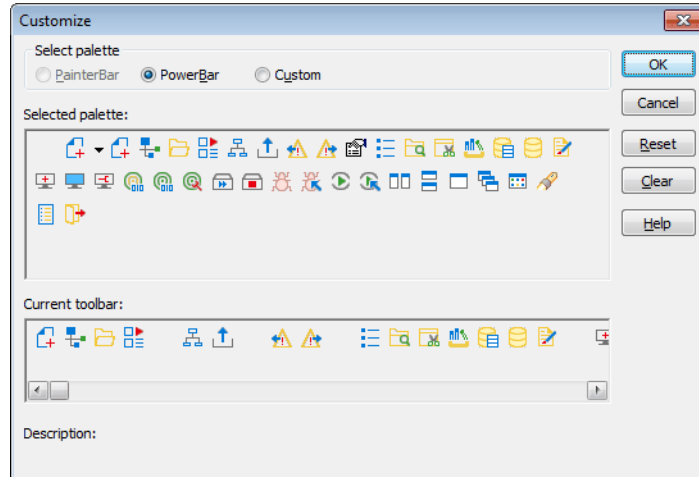 Customize
Select palette
PainterBar
PowerBar
Custom
OK
Cancel
Reset
Clear
Help
Selected palette:
Current toolbar:
Description: